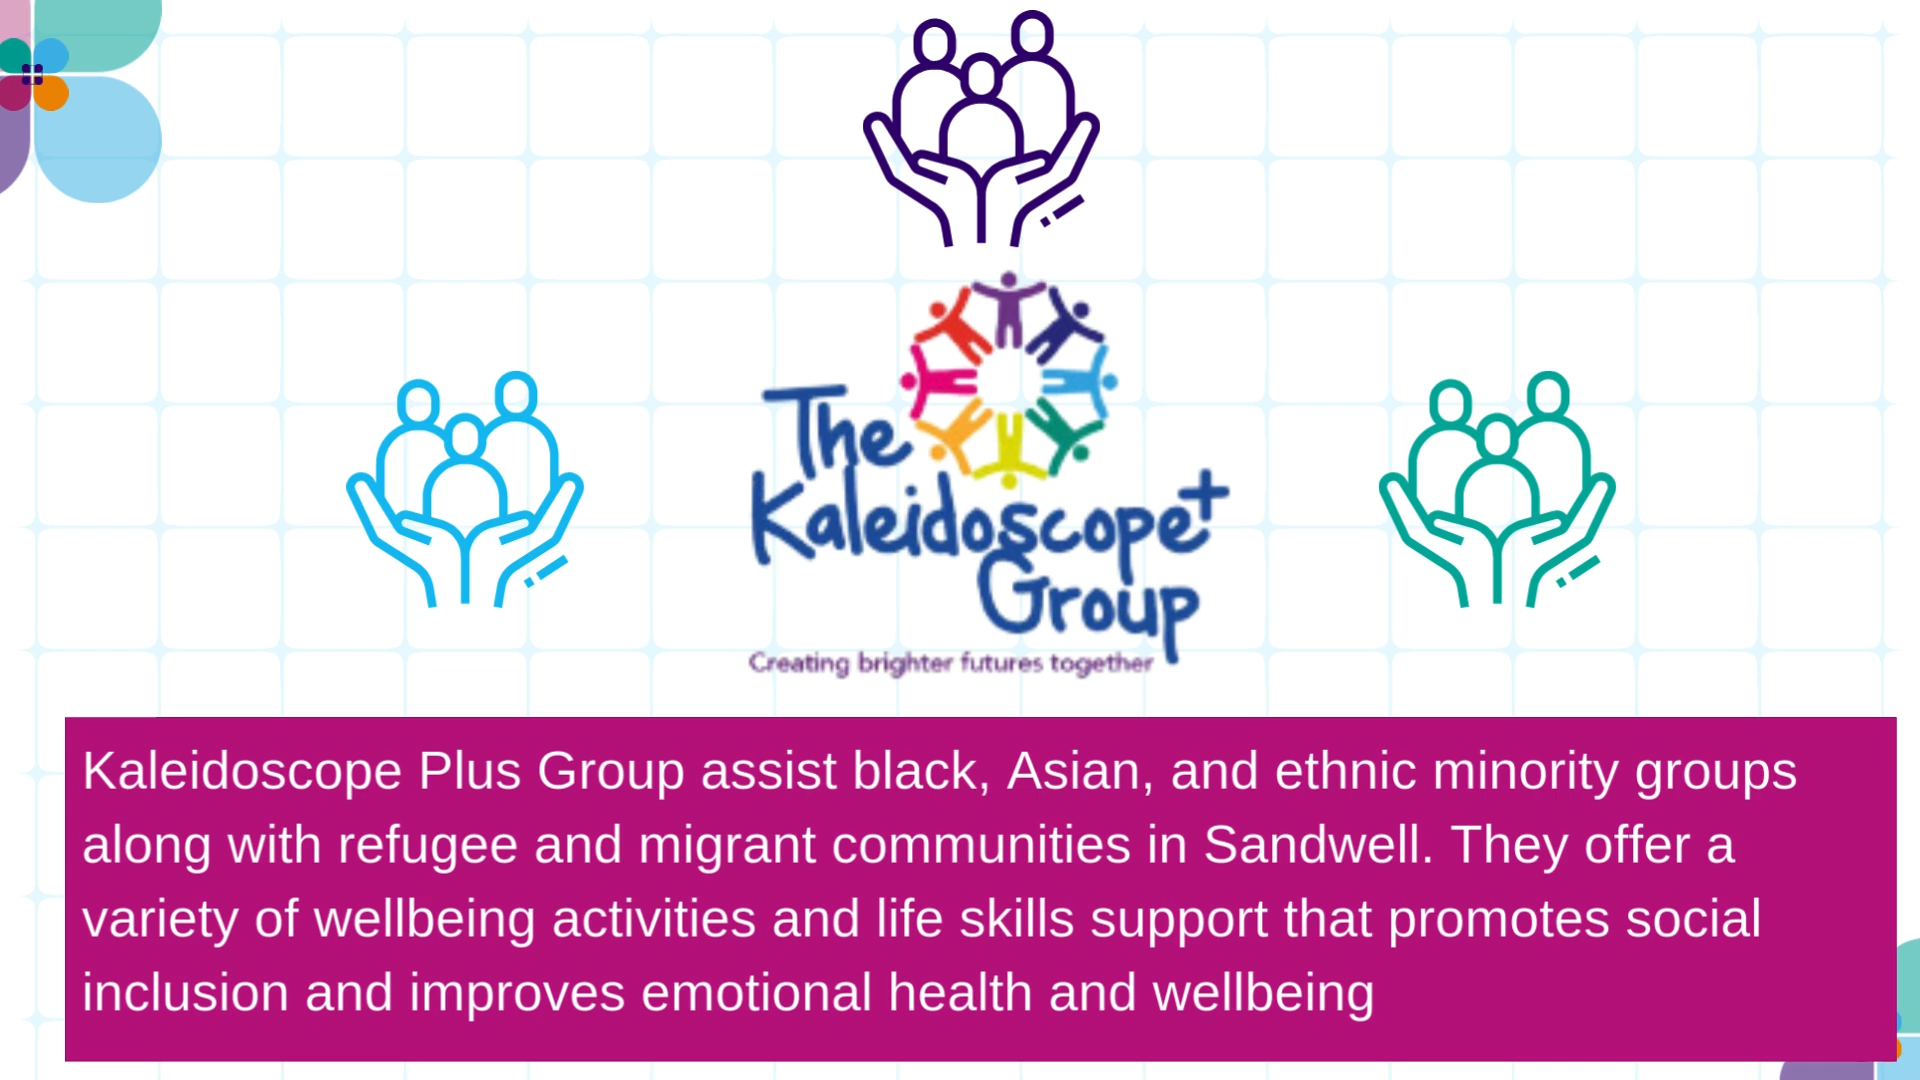 The
Kaleidoscope+
Group
Creating brighter futures together
Kaleidoscope Plus Group assist black, Asian, and ethnic minority groups
along with refugee and migrant communities in Sandwell. They offer a
variety of wellbeing activities and life skills support that promotes social
inclusion and improves emotional health and wellbeing